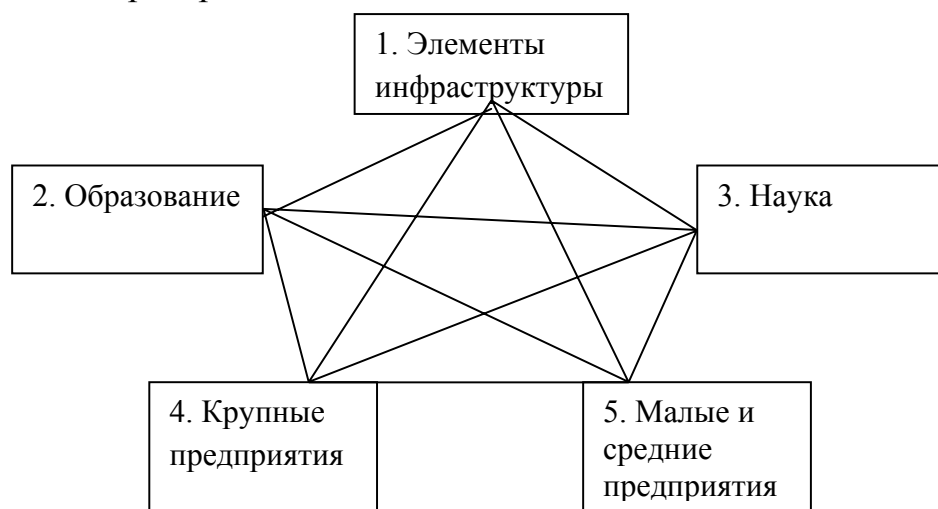 1. Элементы
инфраструктуры
2. Образование
3. Наука
4. Крупные
предприятия
5. Малые и
средние
предприятия